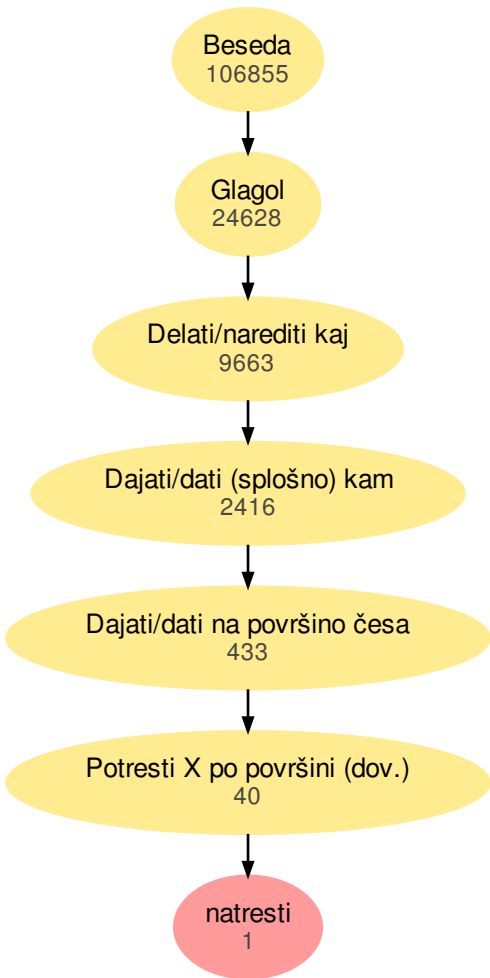 Beseda
106855
Glagol
24628
Delati/narediti kaj
9663
Dajati/dati (splošno) kam
2416
Dajati/dati na površino česa
433
Potresti X po površini (dov.)
40
natresti
1